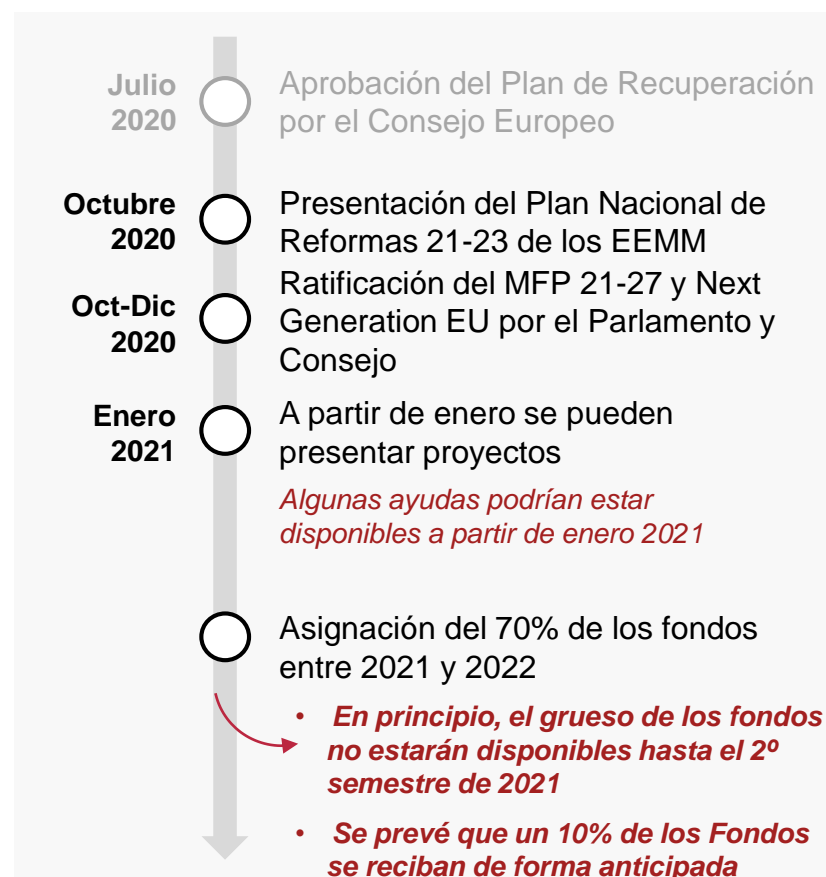 Julio
2020
Aprobación del Plan de Recuperación
por el Consejo Europeo
Octubre
2020
Presentación del Plan Nacional de
Reformas 21-23 de los EEMM
Oct-Dic
2020
Ratificación del MFP 21-27 y Next
Generation EU por el Parlamento y
Consejo
Enero
2021
A partir de enero se pueden
presentar proyectos
Algunas ayudas podrían estar
disponibles a partir de enero 2021
Asignación del 70% de los fondos
entre 2021 y 2022
• En principio, el grueso de los fondos
no estarán disponibles hasta el 2º
semestre de 2021
• Se prevé que un 10% de los Fondos
se reciban de forma anticipada